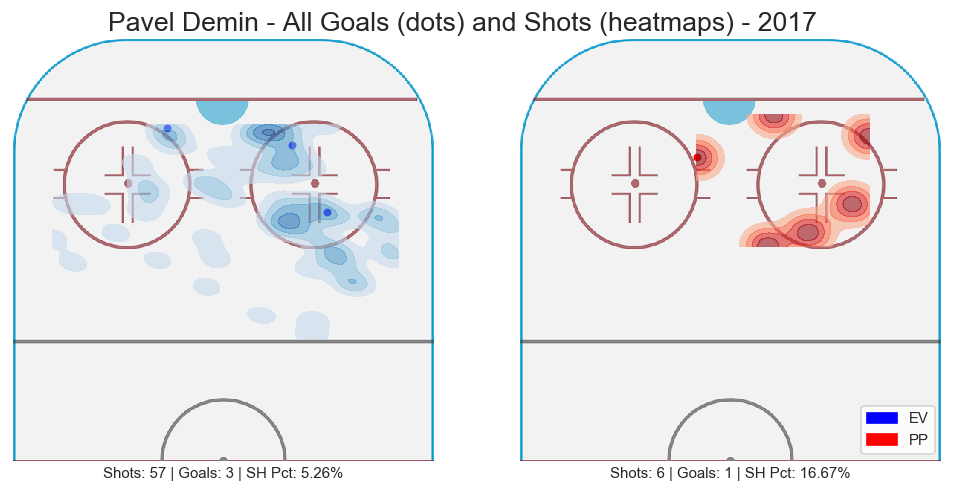 Pavel Demin - All Goals (dots) and Shots (heatmaps) - 2017
EV
PP
Shots: 57 | Goals: 3 | SH Pct: 5.26%
Shots: 6 | Goals: 1 | SH Pct: 16.67%